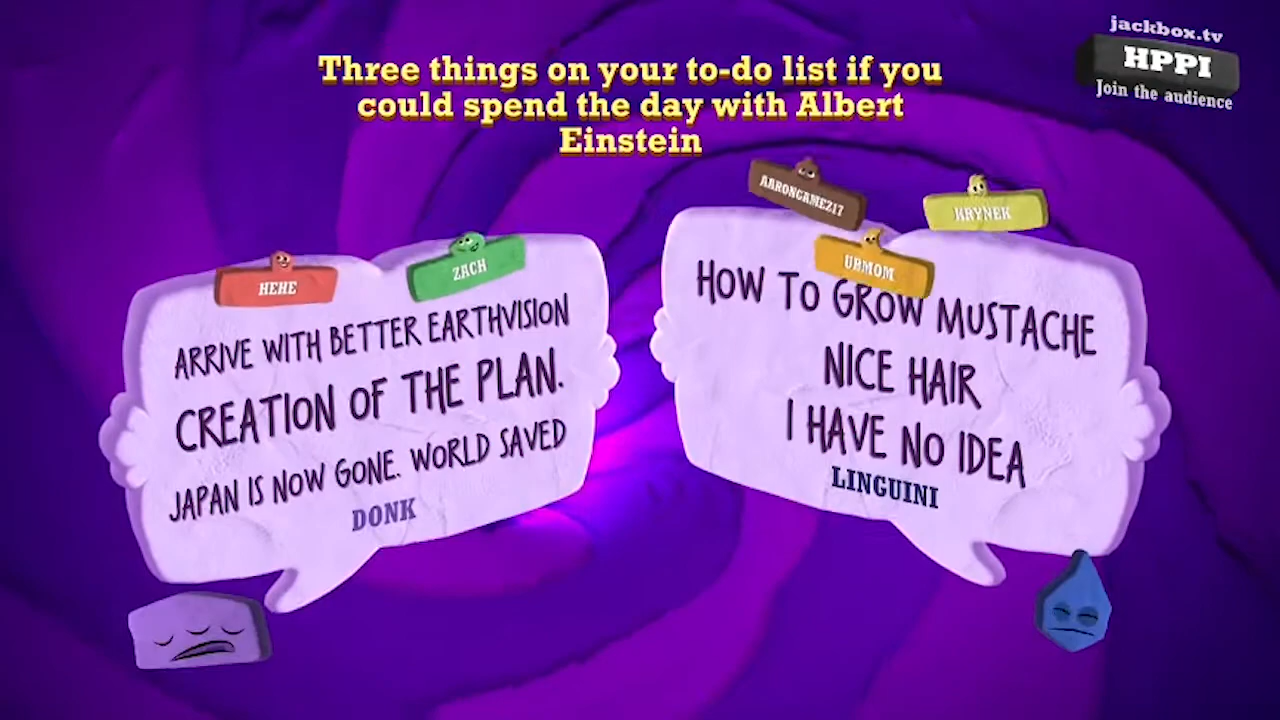 jackbox.tv
HPPI
Join the audience
Three things on your to-do list if you
could spend the day with Albert
Einstein
HEHE
ZACH
ARRIVE WITH BETTER EARTHVISION
CREATION OF THE PLAN.
JAPAN IS NOW GONE. WORLD SAVED
DONK
AARONGAMEZ17
KRYNEK
URMOM
HOW TO GROW MUSTACHE
NICE HAIR
I HAVE NO IDEA
LINGUINI